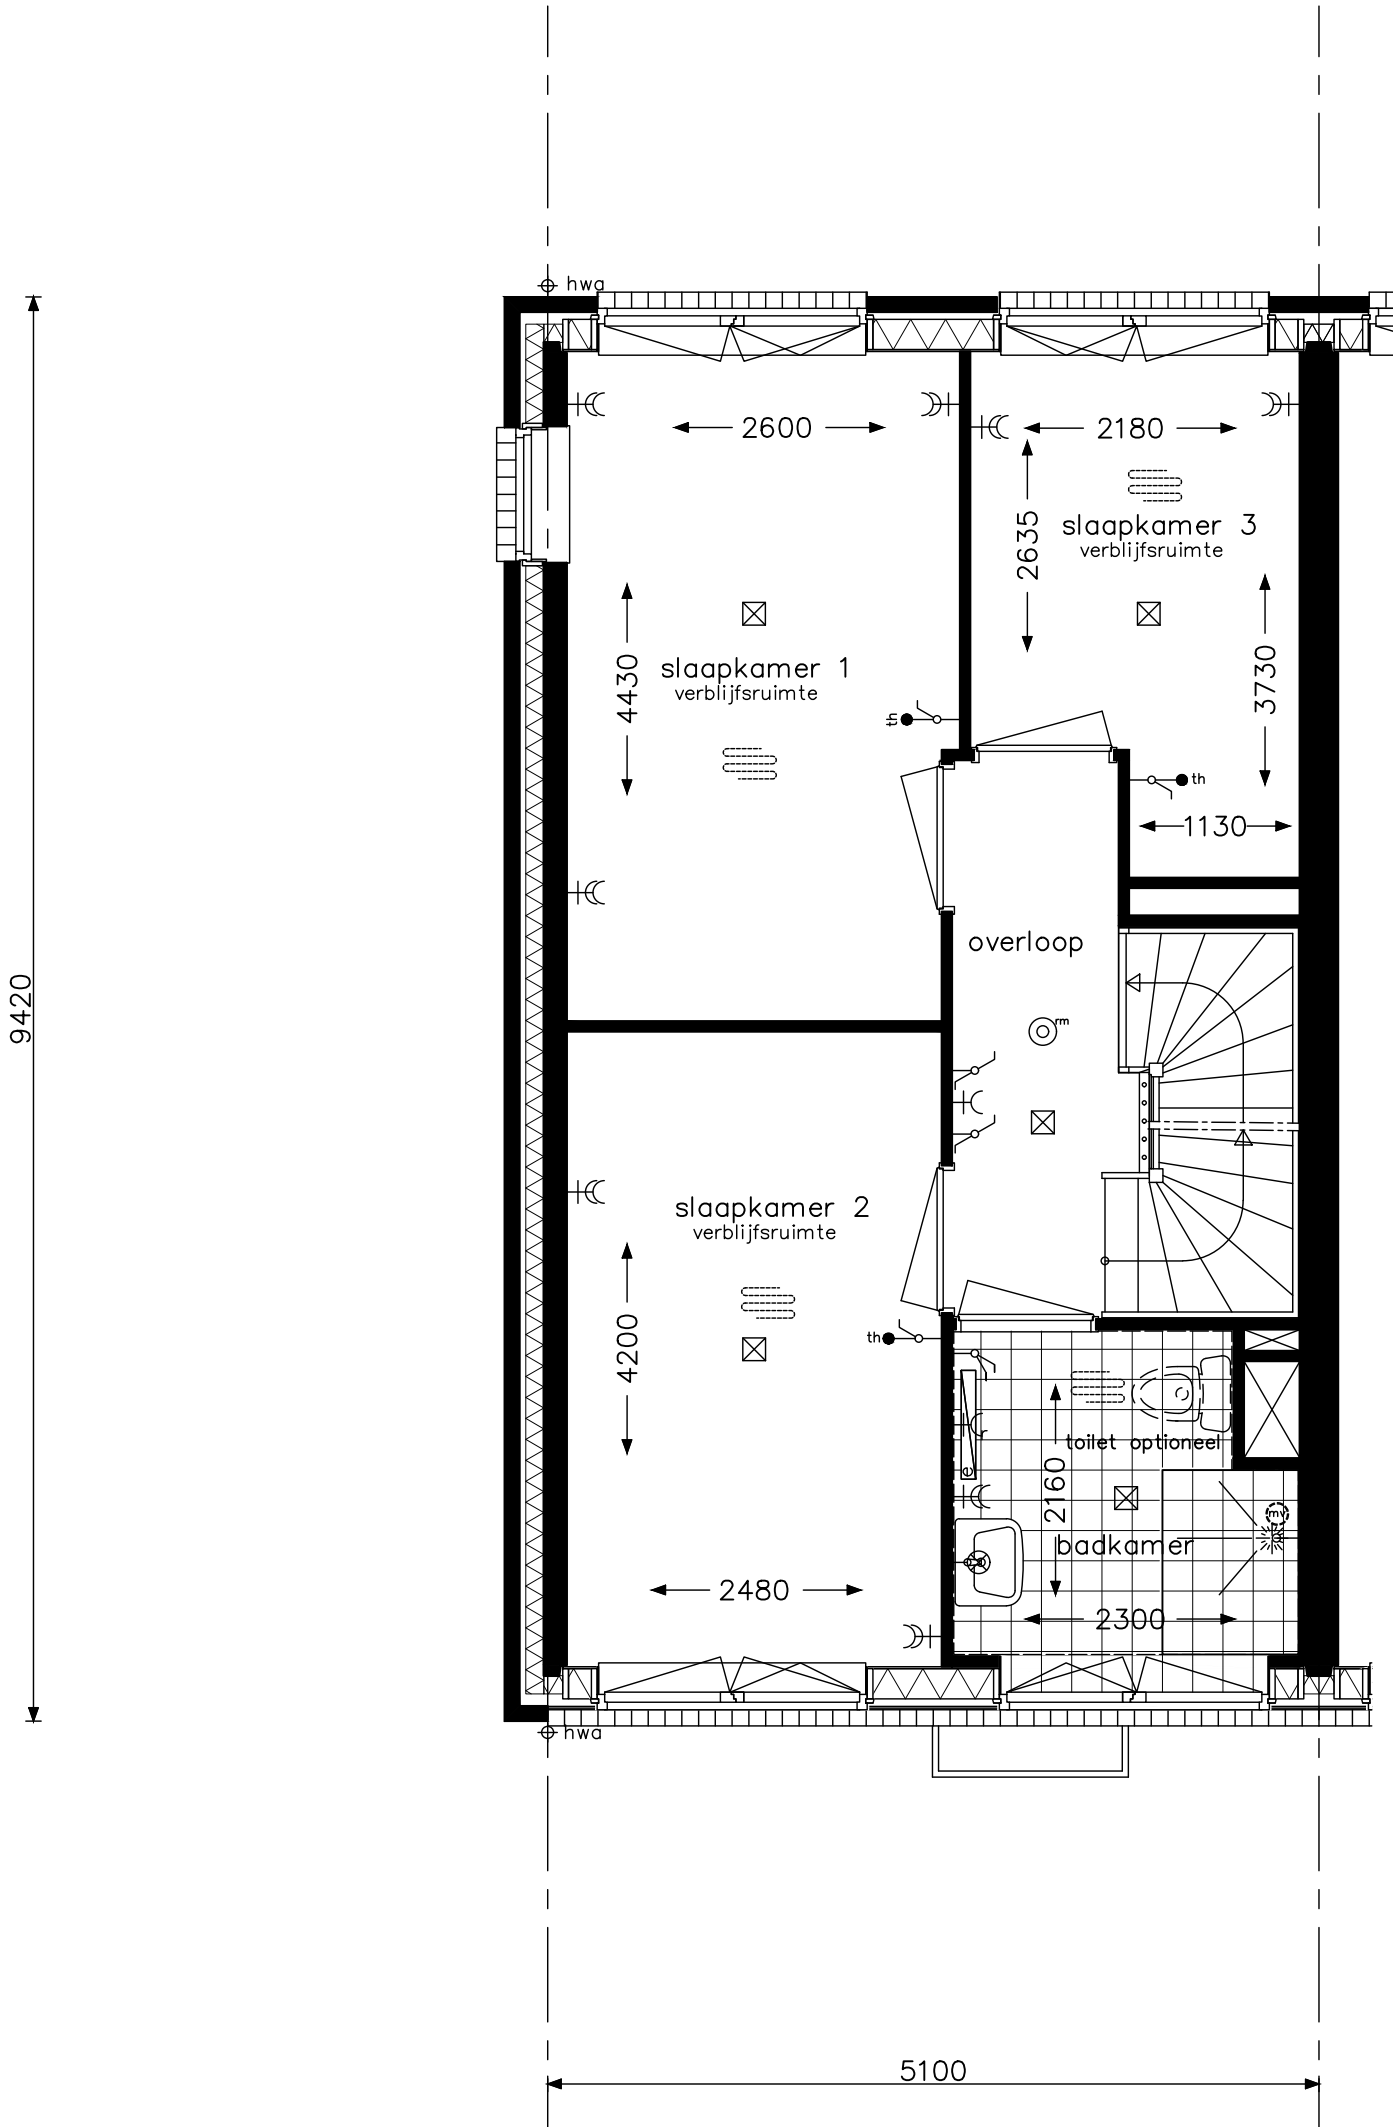 hwa
2600
2180
2635
slaapkamer 3
verblijfsruimte
slaapkamer 1
verblijfsruimte
4430
3730
th
th
1130
overloop
9420
rm
slaapkamer 2
verblijfsruimte
th
4200
toilet optioneel
r
e
2160
mv
badkamer
2480
2300
hwa
5100